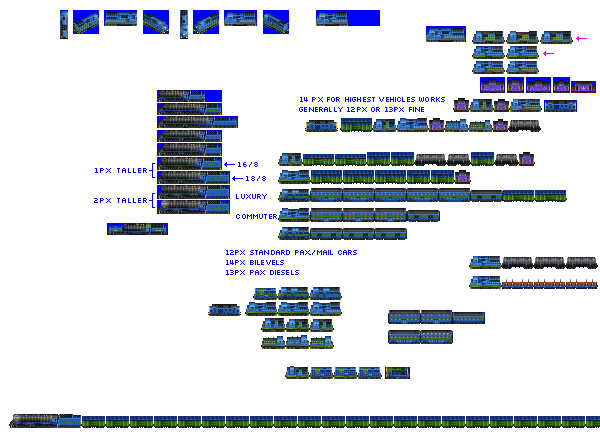 14 PX FOR HIGHEST VEHICLES WORKS
GENERALLY 12PX OR 13PX FINE
1PX TALLER
16/8
18/8
2PX TALLER
LUXURY
COMMUTER
12PX STANDARD PAX/MAIL CARS
14PX BILEVELS
13PX PAX DIESELS